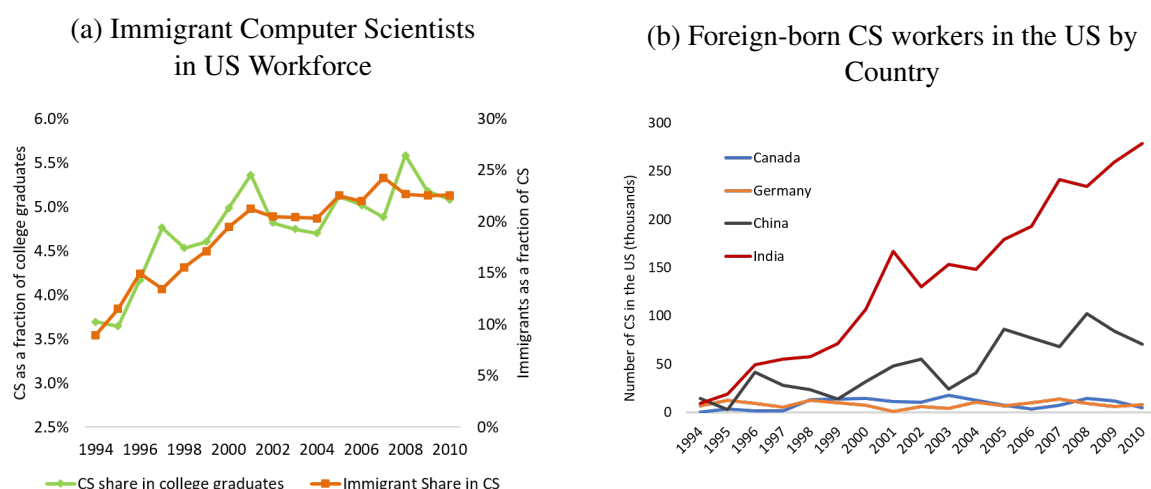 (a) Immigrant Computer Scientists
in US Workforce
CS as a fraction of college graduates
6.0%
5.5%
5.0%
4.5%
4.0%
3.5%
3.0%
2.5%
30%
25%
20%
15%
10%
5%
0%
Immigrants as a fraction of CS
1994 1996 1998 2000 2002 2004 2006 2008 2010
CS share in college graduates
Immigrant Share in CS
(b) Foreign-born CS workers in the US by
Country
Number of CS in the US (thousands)
300
250
200
150
100
50
0
Canada
Germany
China
India
1994 1995 1996 1997 1998 1999 2000 2001 2002 2003 2004 2005 2006 2007 2008 2009 2010